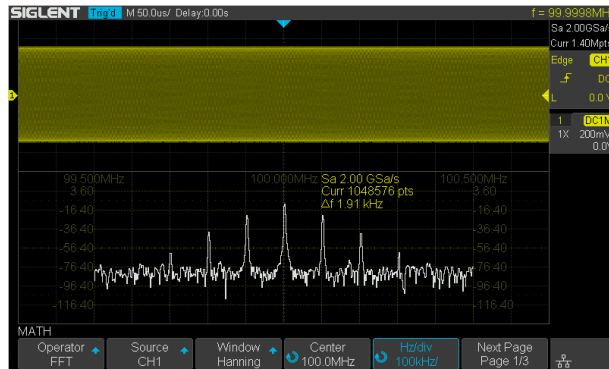 SIGLENT Trig'd M 50.0us/ Delay:0.00s f = 99.9998MH
Sa 2.00GSa/s
Curr 1.40Mpts
Edge CH1
DC
L 0.0
1 DC1M
1X 200mV
0.0V
1
99.500MHz 100.000MHz 100.500MHz
Sa 2.00 GSa/s
Curr 1048576 pts
Δf 1.91 kHz
3.60 3.60
-16.40 -16.40
-36.40 -36.40
-56.40 -56.40
-76.40 -76.40
-96.40 -96.40
-116.40 -116.40
MATH
Operator Source Window Center Hz/div Next Page
FFT CH1 Hanning 100.0MHz 100kHz/ Page 1/3